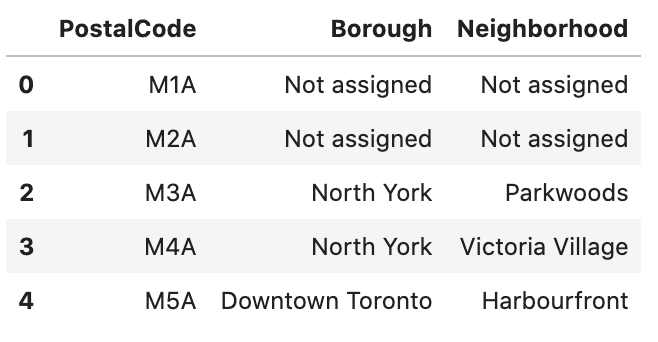 PostalCode Borough Neighborhood
0 M1A Not assigned Not assigned
1 M2A Not assigned Not assigned
2 M3A North York Parkwoods
3 M4A North York Victoria Village
4 M5A Downtown Toronto Harbourfront